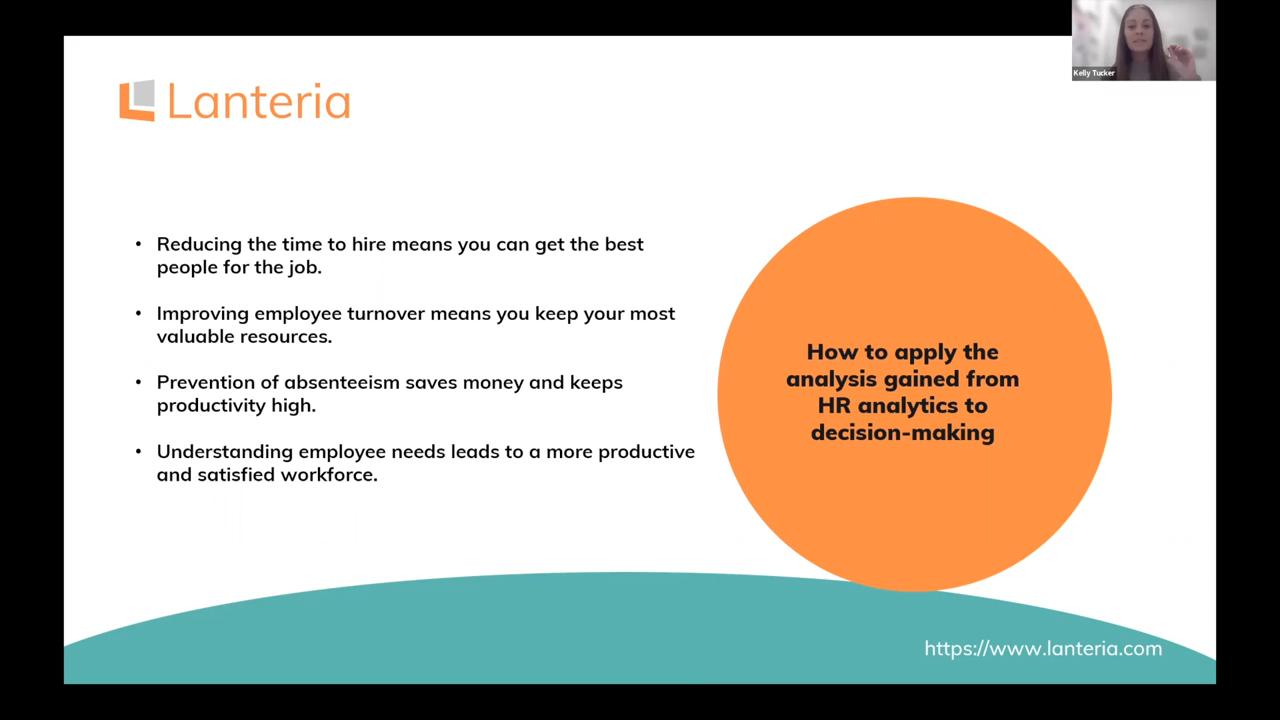 Kelly Tucker
Lanteria
• Reducing the time to hire means you can get the best
people for the job.
• Improving employee turnover means you keep your most
valuable resources.
• Prevention of absenteeism saves money and keeps
productivity high.
• Understanding employee needs leads to a more productive
and satisfied workforce.
How to apply the
analysis gained from
HR analytics to
decision-making
https://www.lanteria.com